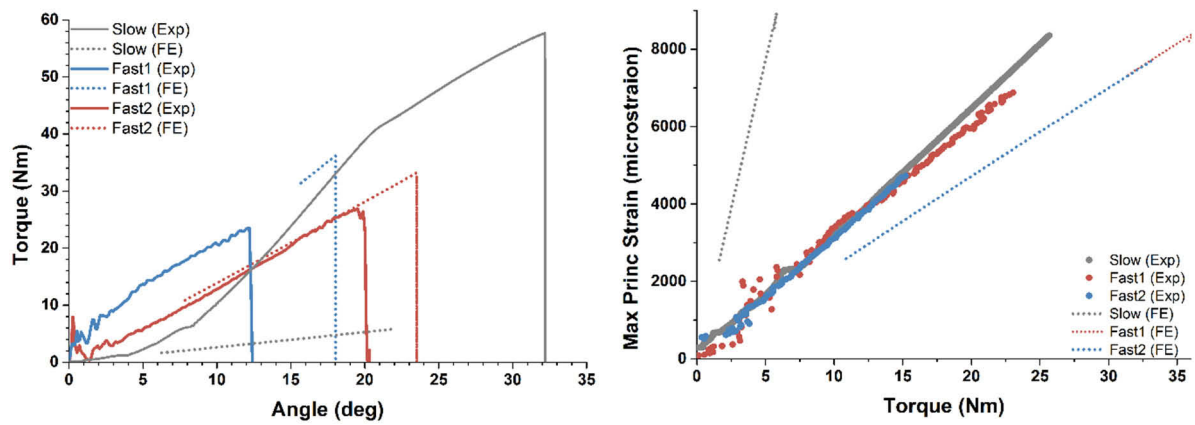 60
50
40
30
20
10
0
Torque (Nm)
Slow (Exp)
Slow (FE)
Fast1 (Exp)
Fast1 (FE)
Fast2 (Exp)
Fast2 (FE)
0 5 10 15 20 25 30 35
Angle (deg)
8000
6000
4000
2000
0
Max Princ Strain (microstraion)
Slow (Exp)
Fast1 (Exp)
Fast2 (Exp)
Slow (FE)
Fast1 (FE)
Fast2 (FE)
0 5 10 15 20 25 30 35
Torque (Nm)